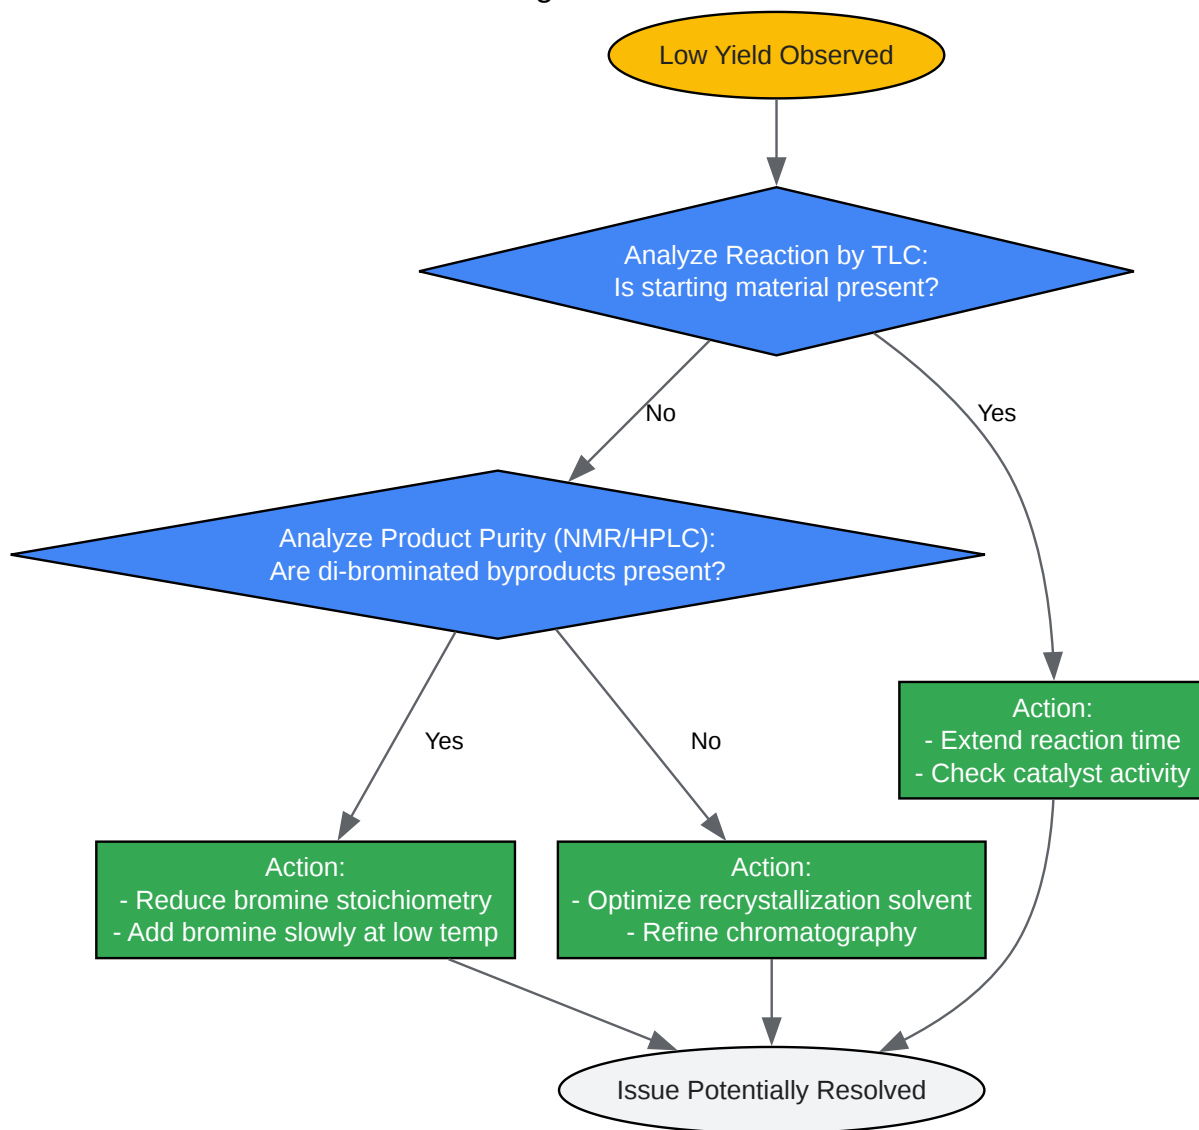 Low Yield Observed
Analyze Reaction by TLC:
Is starting material present?
No
Yes
Analyze Product Purity (NMR/HPLC):
Are di-brominated byproducts present?
Yes
No
Action:
- Extend reaction time
- Check catalyst activity
Action:
- Reduce bromine stoichiometry
- Add bromine slowly at low temp
Action:
- Optimize recrystallization solvent
- Refine chromatography
Issue Potentially Resolved